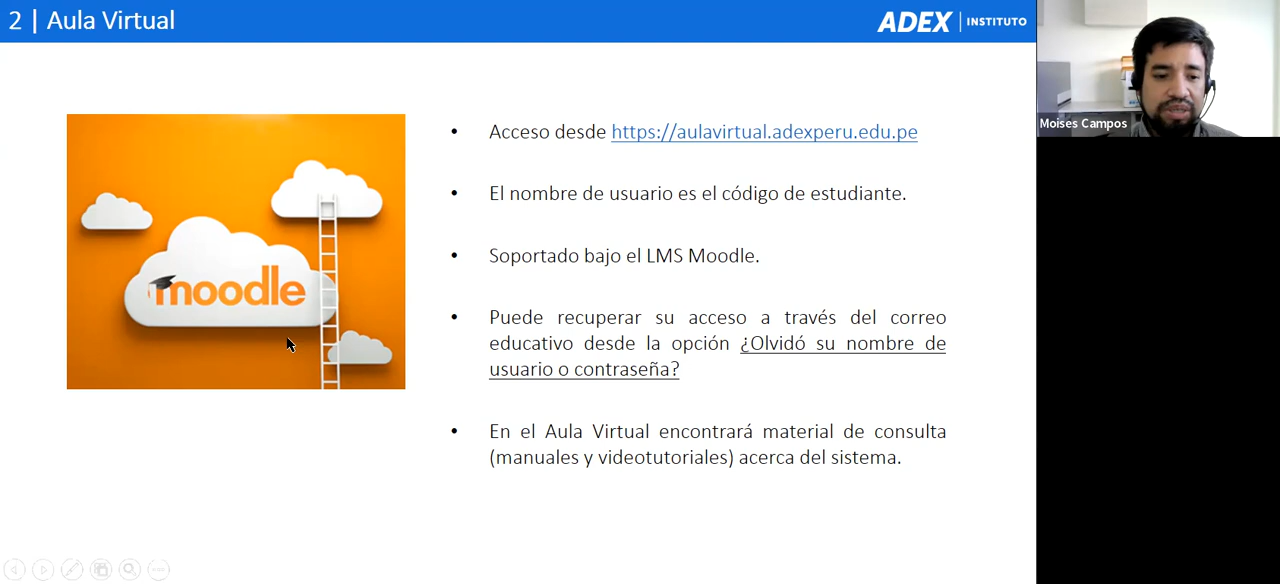 2 | Aula Virtual
ADEX | INSTITUTO
moodle
• Acceso desde https://aulavirtual.adexperu.edu.pe
• El nombre de usuario es el código de estudiante.
• Soportado bajo el LMS Moodle.
• Puede recuperar su acceso a través del correo
educativo desde la opción ¿Olvidó su nombre de
usuario o contraseña?
• En el Aula Virtual encontrará material de consulta
(manuales y videotutoriales) acerca del sistema.
Moises Campos